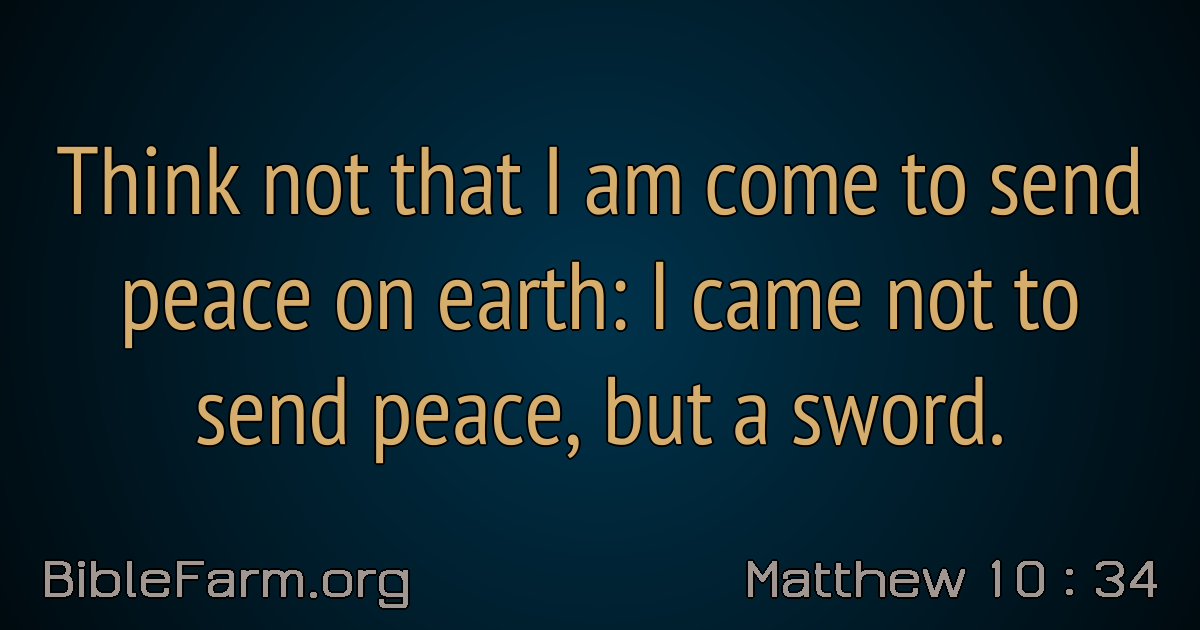 Think not that I am come to send
peace on earth: I came not to
send peace, but a sword.
BibleFarm.org
Matthew 10 : 34